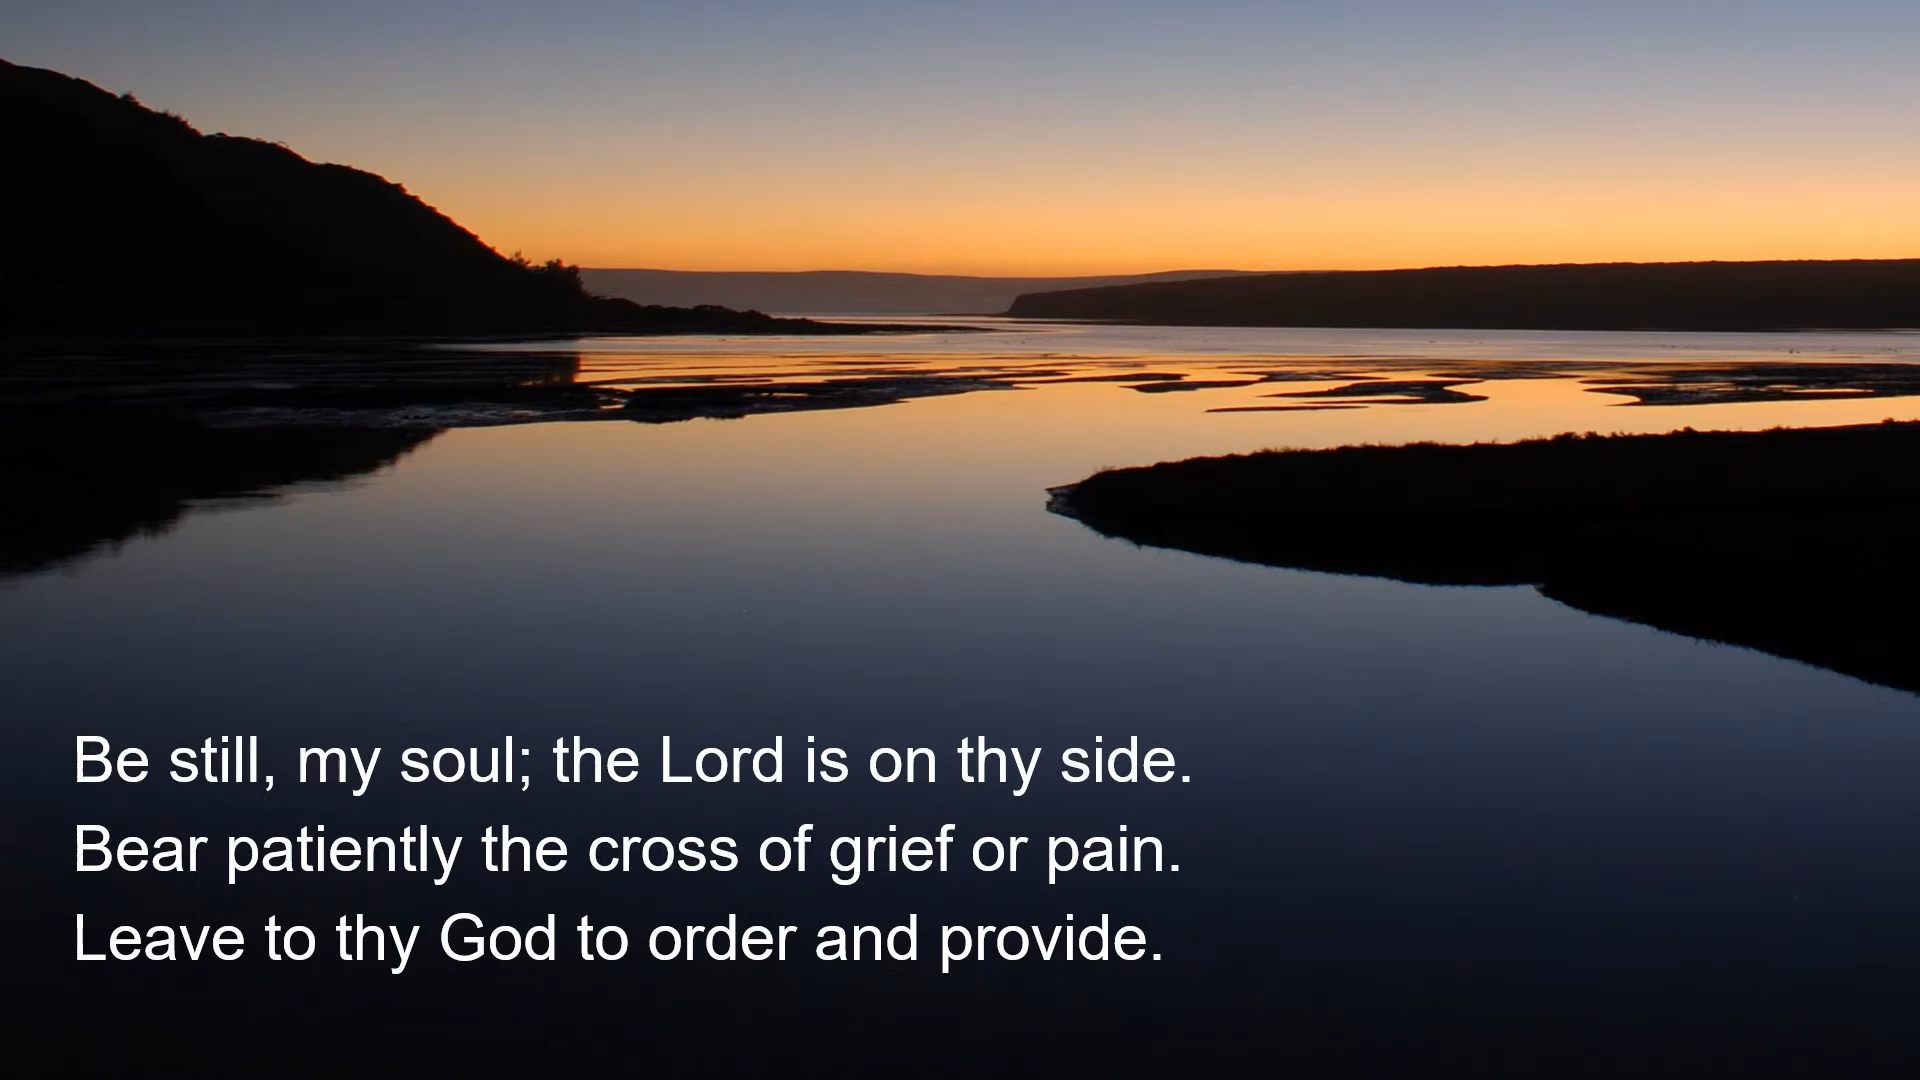 Be still, my soul; the Lord is on thy side.
Bear patiently the cross of grief or pain.
Leave to thy God to order and provide.